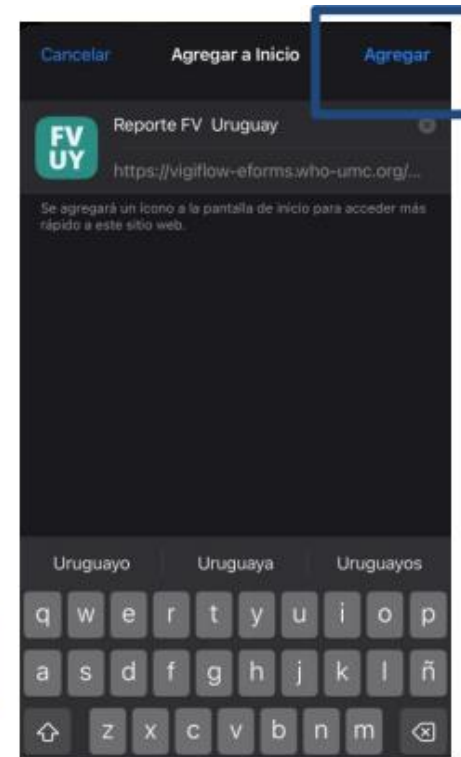 Cancelar Agregar a Inicio Agregar
FV
UY
Reporte FV Uruguay
https://vigiflow-eforms.who-umc.org/...
Se agregará un ícono a la pantalla de inicio para acceder más
rápido a este sitio web.
Uruguayo Uruguaya Uruguayos
q w e r t y u i o p
a s d f g h j k l ñ
z x c v b n m